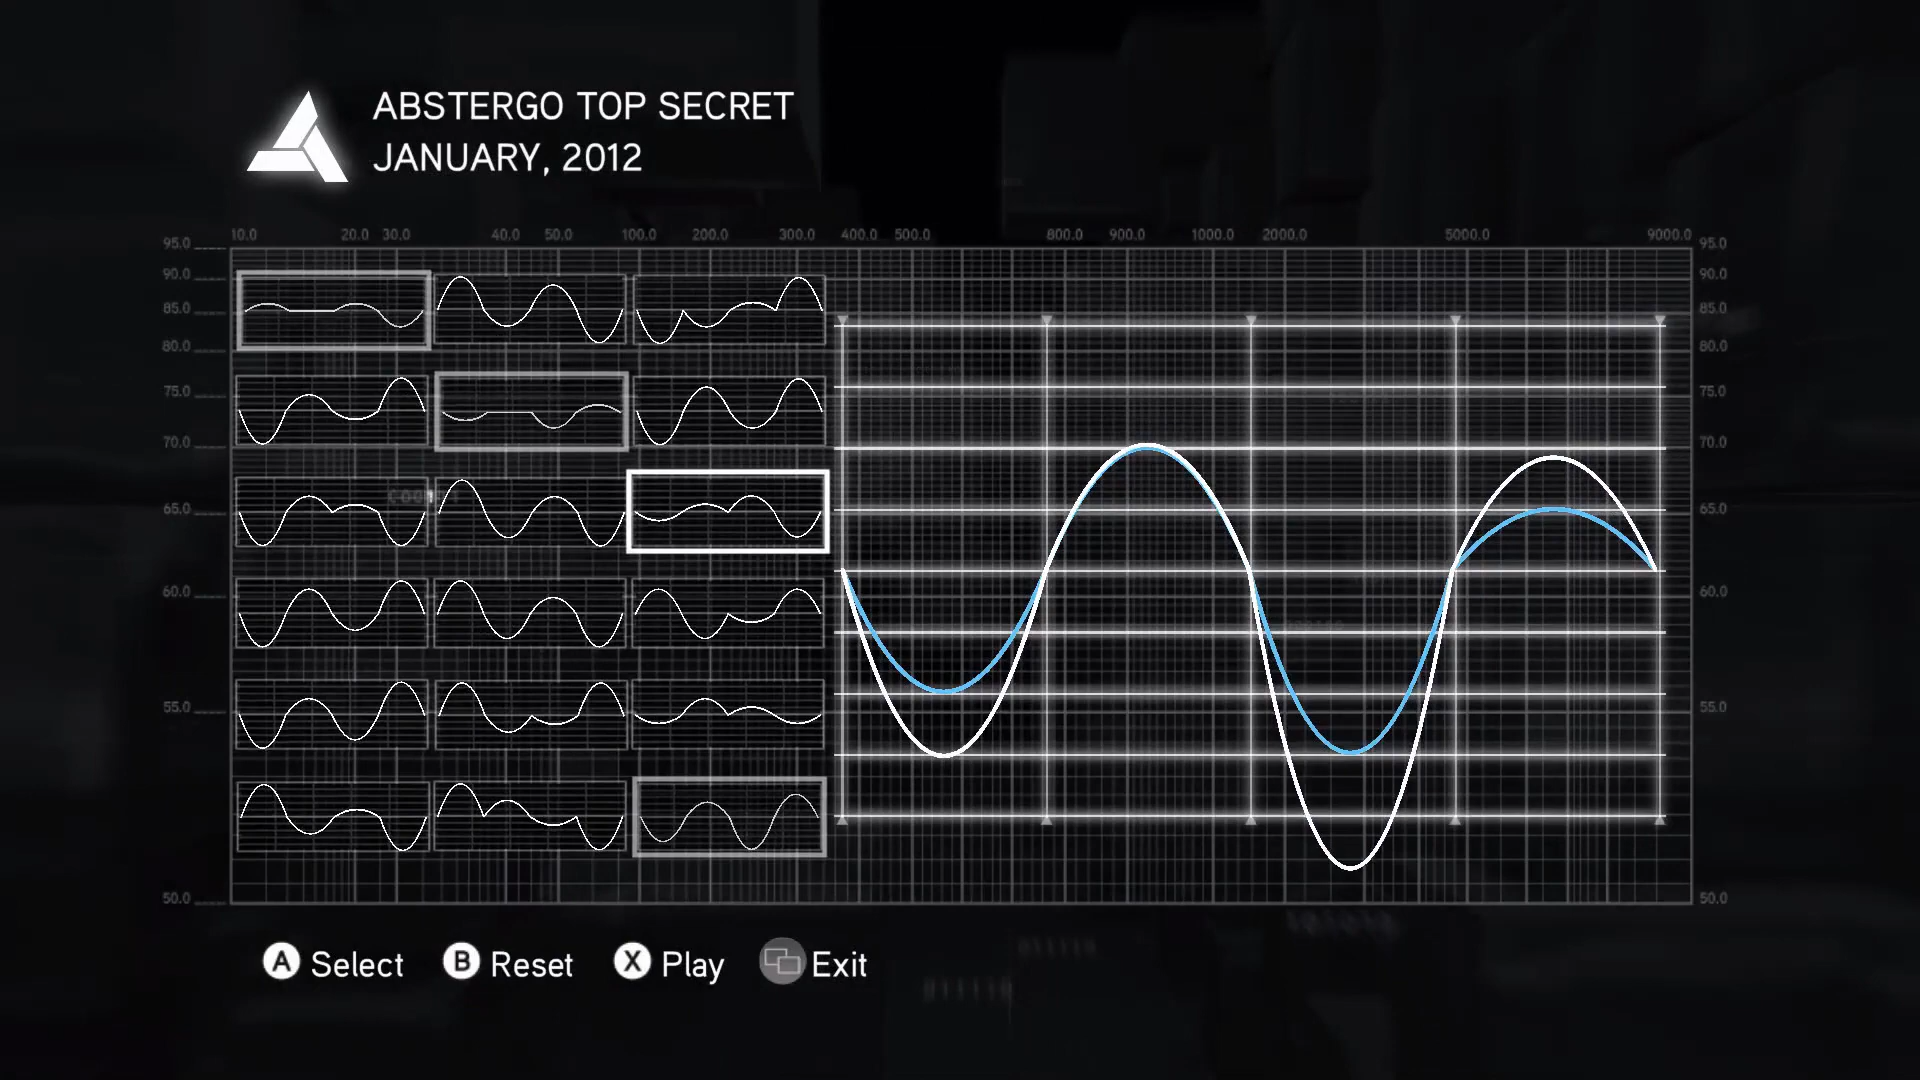 ABSTERGO TOP SECRET
JANUARY, 2012
10.0 20.0 30.0 40.0 50.0 100.0 200.0 300.0 400.0 500.0 800.0 900.0 1000.0 2000.0 5000.0 9000.0
95.0 95.0
90.0 90.0
85.0 85.0
80.0 80.0
75.0 75.0
70.0 70.0
65.0 65.0
60.0 60.0
55.0 55.0
50.0 50.0
A Select B Reset X Play Exit